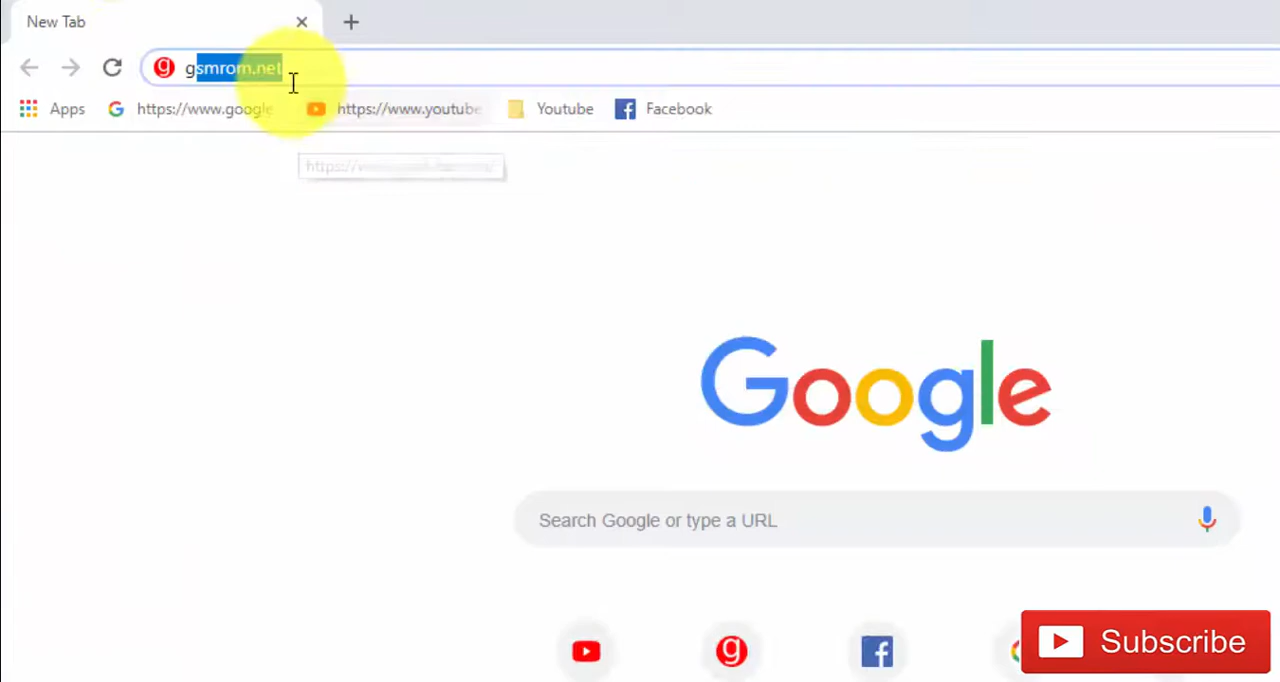 New Tab
gsmrom.net
Apps
https://www.google
https://www.youtube
Youtube
Facebook
Google
Search Google or type a URL
g
Subscribe